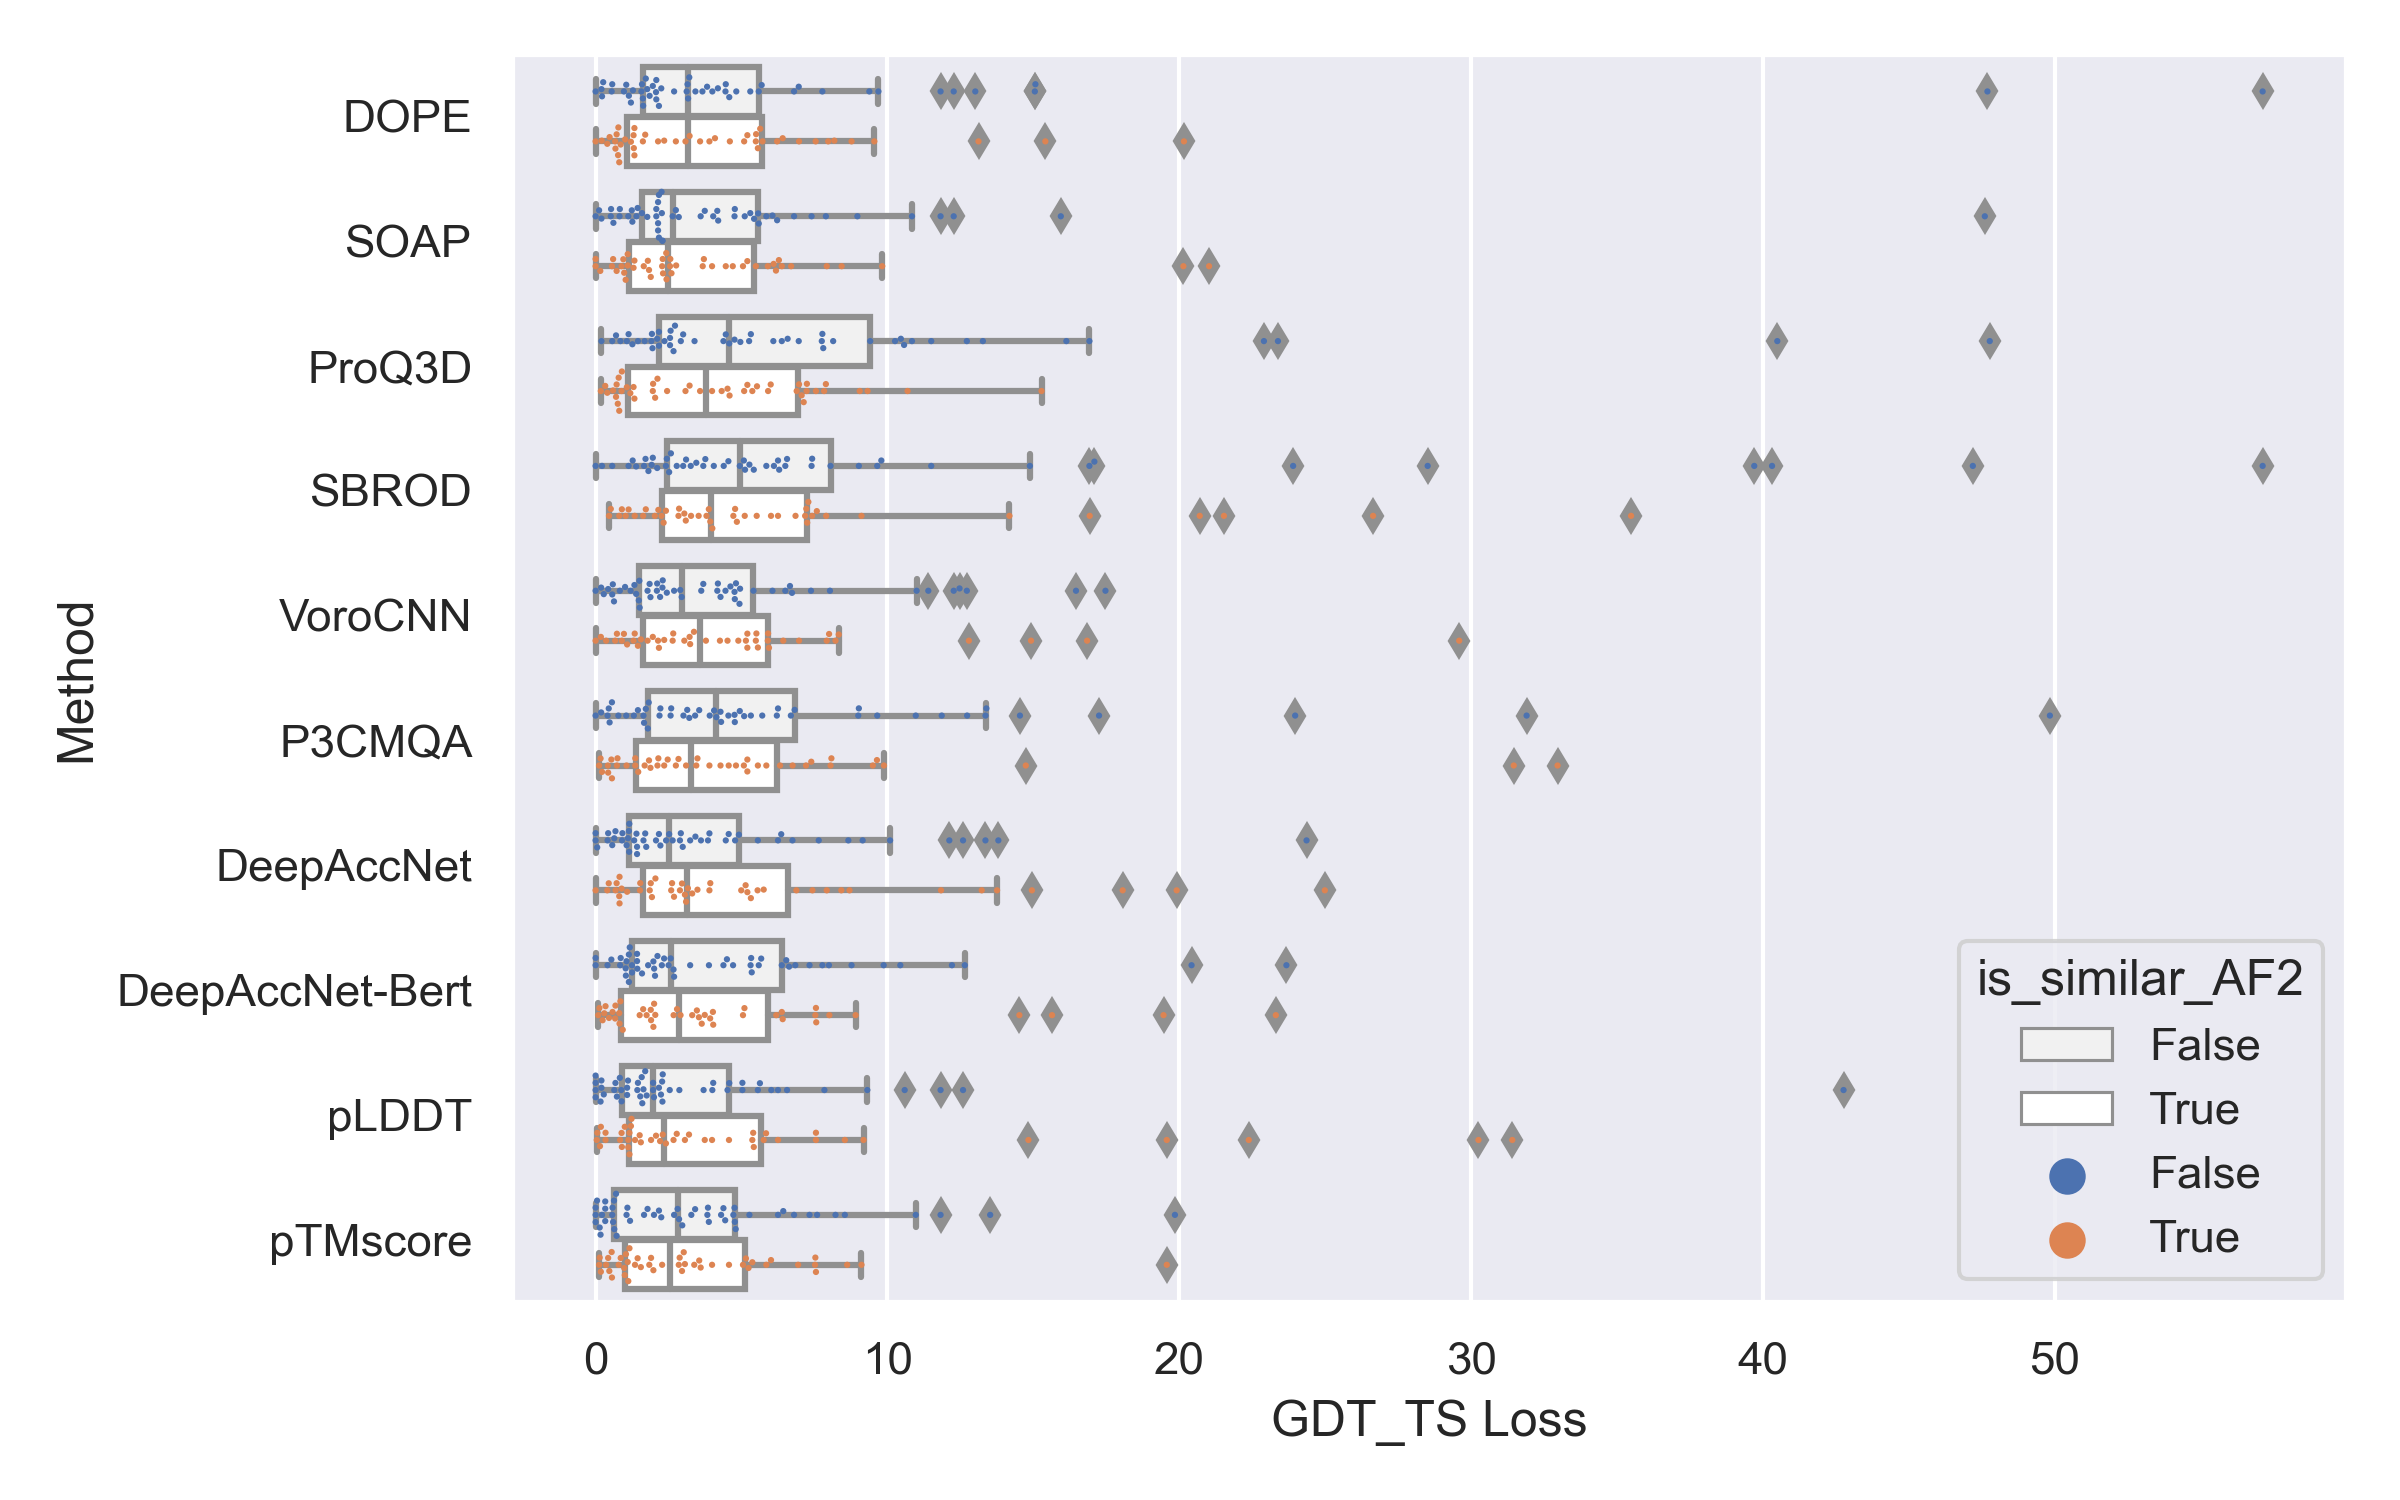 DOPE
SOAP
ProQ3D
SBROD
VoroCNN
P3CMQA
DeepAccNet
DeepAccNet-Bert
pLDDT
pTMscore
Method
is_similar_AF2
False
True
False
True
0 10 20 30 40 50
GDT_TS Loss